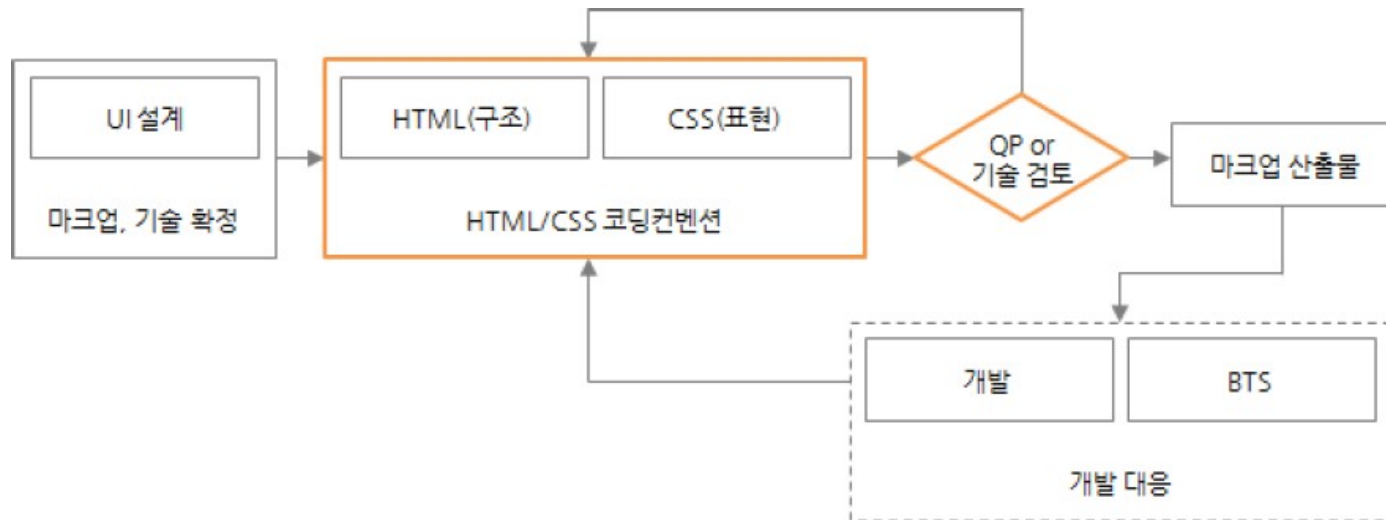 UI 설계
마크업, 기술 확정
HTML(구조)
CSS(표현)
HTML/CSS 코딩컨벤션
QP or
기술 검토
마크업 산출물
개발
BTS
개발 대응